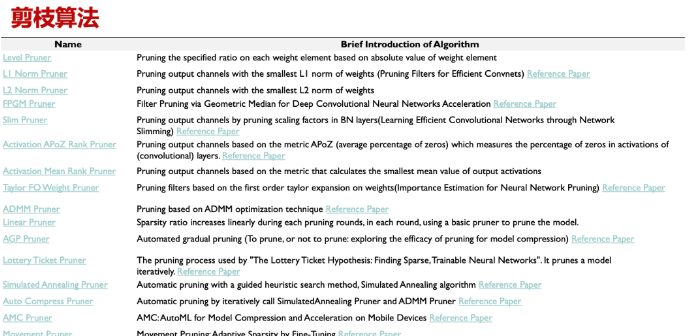 剪枝算法
Name Brief Introduction of Algorithm
Level Pruner Pruning the specified ratio on each weight element based on absolute value of weight element
L1 Norm Pruner Pruning output channels with the smallest L1 norm of weights (Pruning Filters for Efficient Convnets) Reference Paper
L2 Norm Pruner Pruning output channels with the smallest L2 norm of weights
FPGM Pruner Filter Pruning via Geometric Median for Deep Convolutional Neural Networks Acceleration Reference Paper
Slim Pruner Pruning output channels by pruning scaling factors in BN layers(Learning Efficient Convolutional Networks through Network
Slimming) Reference Paper
Activation APoZ Rank Pruner Pruning output channels based on the metric APoZ (average percentage of zeros) which measures the percentage of zeros in activations of
(convolutional) layers. Reference Paper
Activation Mean Rank Pruner Pruning output channels based on the metric that calculates the smallest mean value of output activations
Taylor FO Weight Pruner Pruning filters based on the first order taylor expansion on weights(Importance Estimation for Neural Network Pruning) Reference Paper
ADMM Pruner Pruning based on ADMM optimization technique Reference Paper
Linear Pruner Sparsity ratio increases linearly during each pruning rounds, in each round, using a basic pruner to prune the model.
AGP Pruner Automated gradual pruning (To prune, or not to prune: exploring the efficacy of pruning for model compression) Reference Paper
Lottery Ticket Pruner The pruning process used by "The Lottery Ticket Hypothesis: Finding Sparse, Trainable Neural Networks". It prunes a model
iteratively. Reference Paper
Simulated Annealing Pruner Automatic pruning with a guided heuristic search method, Simulated Annealing algorithm Reference Paper
Auto Compress Pruner Automatic pruning by iteratively call SimulatedAnnealing Pruner and ADMM Pruner Reference Paper
AMC Pruner AMC: AutoML for Model Compression and Acceleration on Mobile Devices Reference Paper
Movement Pruner Movement Pruning: Adaptive Sparsity by Fine-Tuning Reference Paper